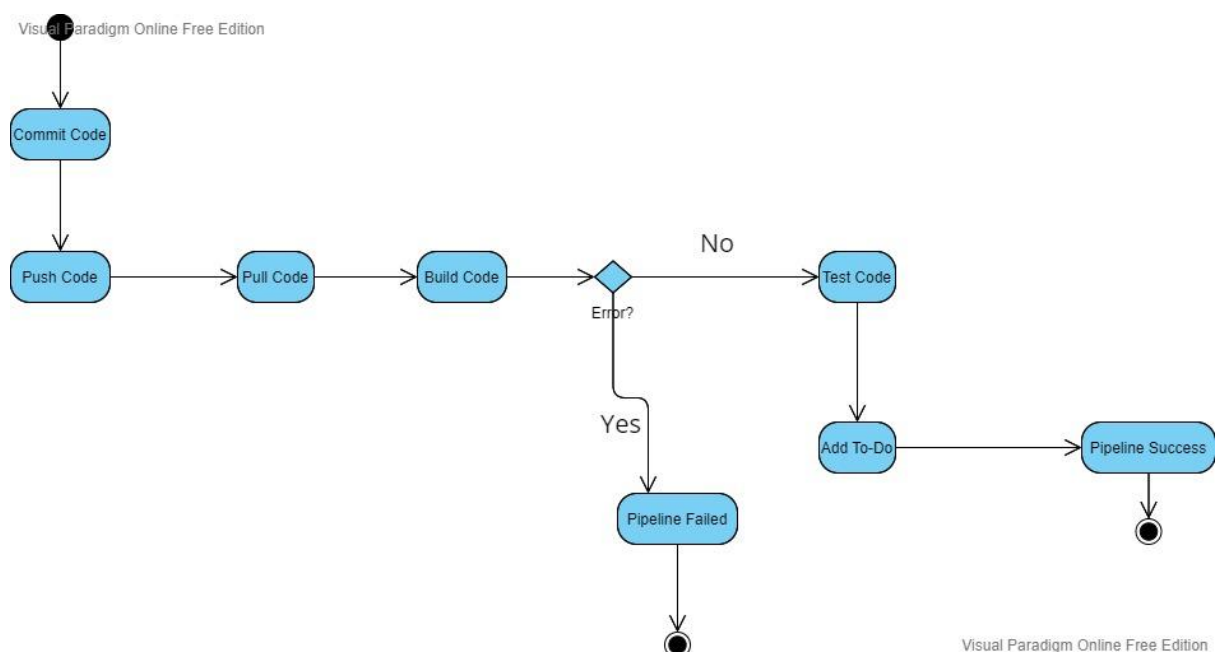 Visual Paradigm Online Free Edition
Commit Code
Push Code
Pull Code
Build Code
Error?
No
Test Code
Yes
Add To-Do
Pipeline Success
Pipeline Failed
Visual Paradigm Online Free Edition